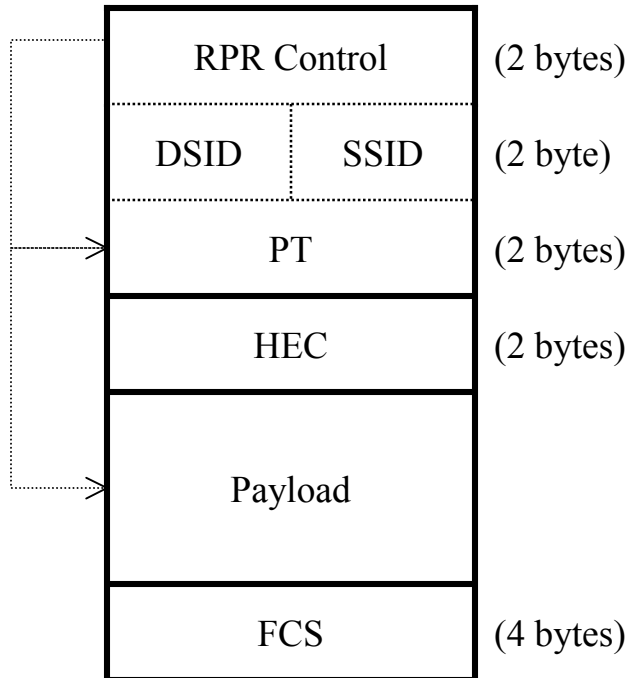 RPR Control (2 bytes)
DSID SSID (2 byte)
PT (2 bytes)
HEC (2 bytes)
Payload
FCS (4 bytes)